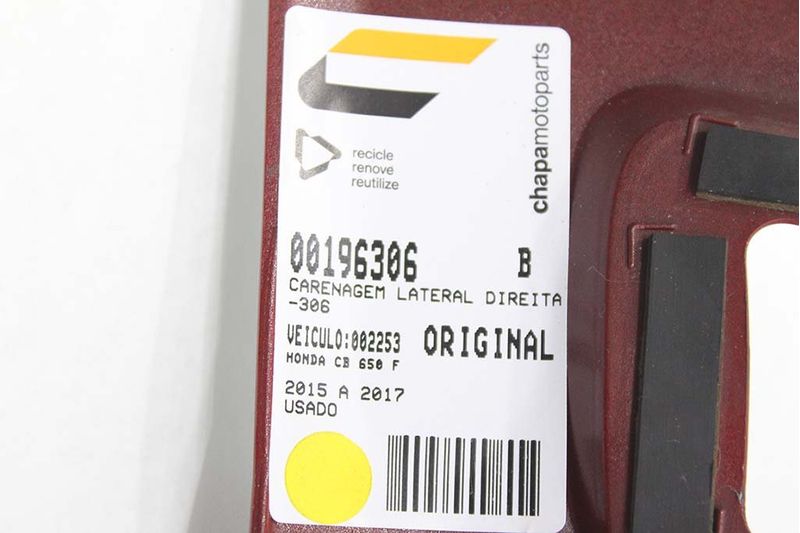 chapamotoparts
recicle
renove
reutilize
00196306 B
CARENAGEM LATERAL DIREITA
-306
VEICULO:002253 ORIGINAL
HONDA CB 650 F
2015 A 2017
USADO